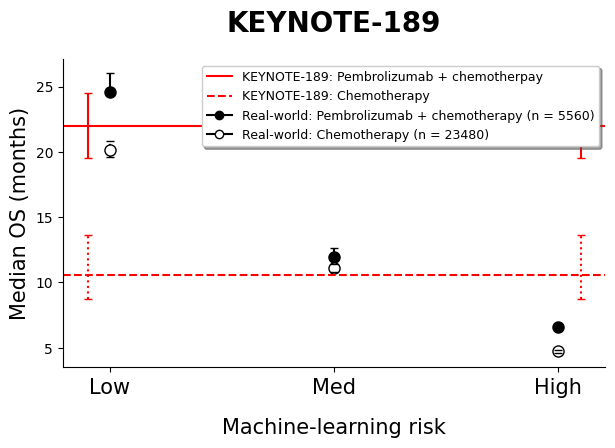 KEYNOTE-189
KEYNOTE-189: Pembrolizumab + chemotherpay
KEYNOTE-189: Chemotherapy
Real-world: Pembrolizumab + chemotherapy (n = 5560)
Real-world: Chemotherapy (n = 23480)
Median OS (months)
25
20
15
10
5
Low
Med
High
Machine-learning risk